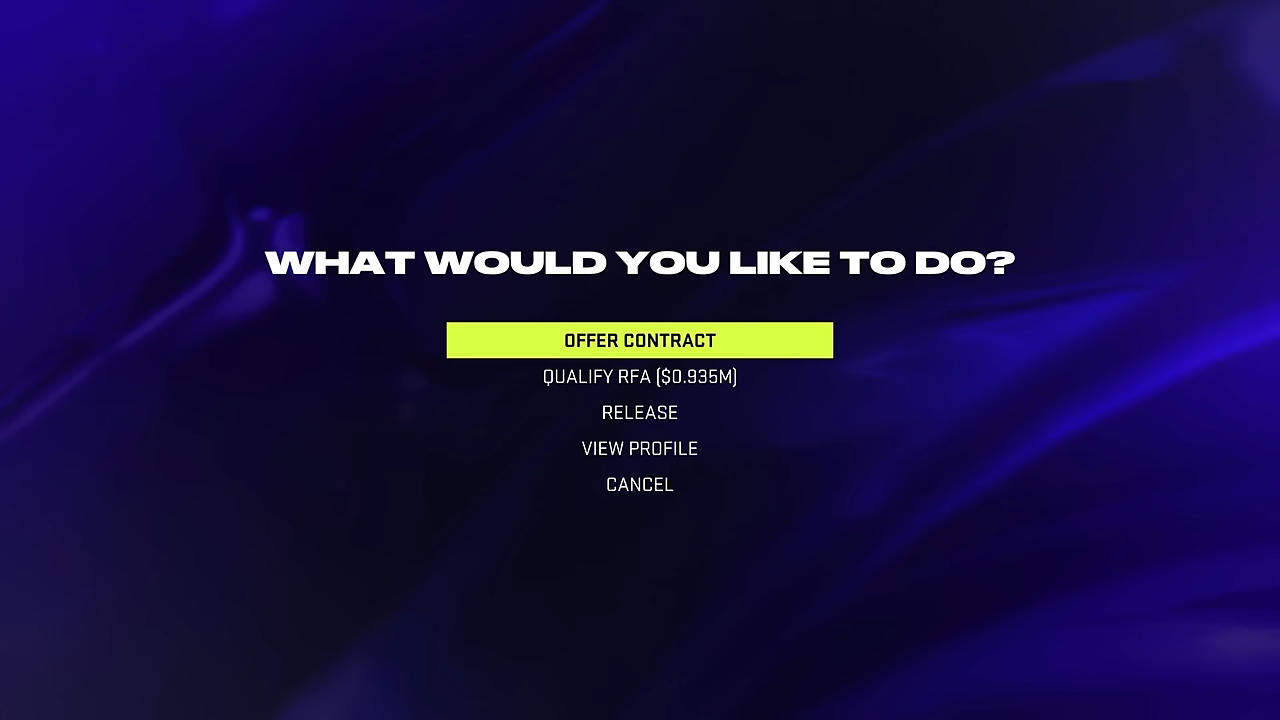 WHAT WOULD YOU LIKE TO DO?
OFFER CONTRACT
QUALIFY RFA ($0.935M)
RELEASE
VIEW PROFILE
CANCEL